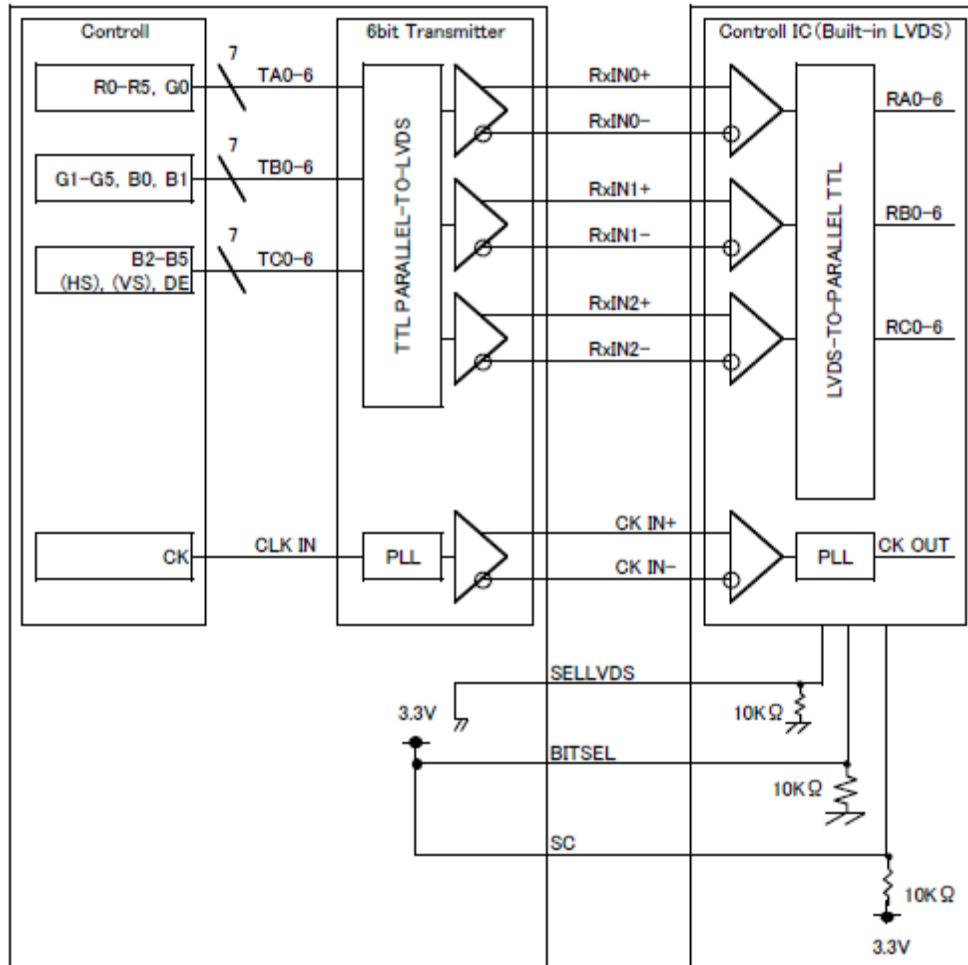 Controll
6bit Transmitter
Controll IC(Built-in LVDS)
R0-R5, G0
7
TA0-6
RxIN0+
RxIN0-
RA0-6
G1-G5, B0, B1
7
TB0-6
RxIN1+
RxIN1-
RB0-6
B2-B5
(HS), (VS), DE
7
TC0-6
RxIN2+
RxIN2-
RC0-6
TTL PARALLEL-TO-LVDS
LVDS-TO-PARALLEL TTL
CK
CLK IN
PLL
CK IN+
CK IN-
PLL
CK OUT
SELLVDS
10KΩ
3.3V
BITSEL
10KΩ
SC
10KΩ
3.3V